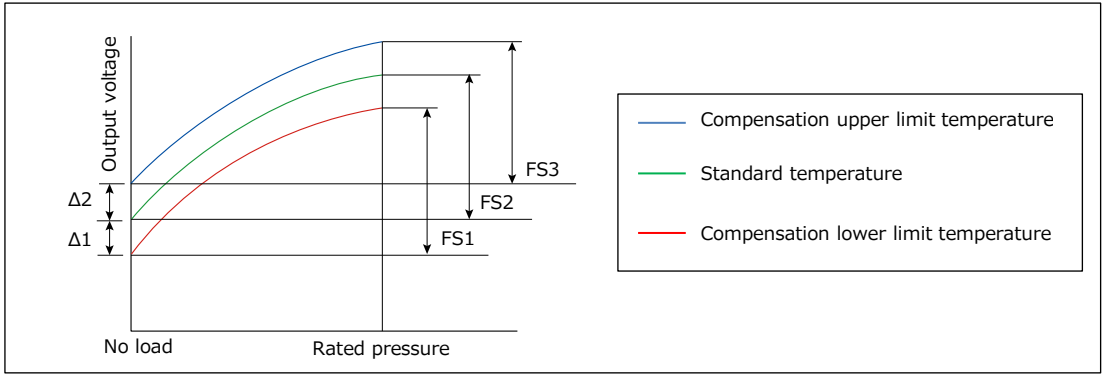 Output voltage
Δ2
Δ1
FS3
FS2
FS1
No load
Rated pressure
Compensation upper limit temperature
Standard temperature
Compensation lower limit temperature